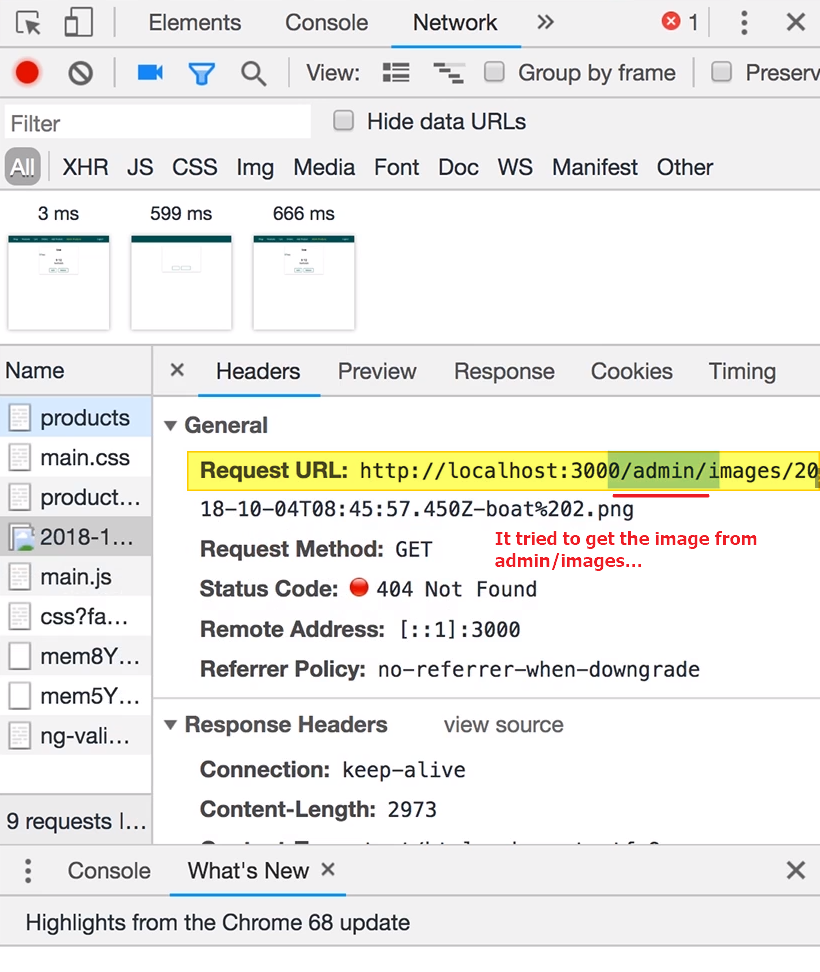 Elements Console Network 1
View: Group by frame Preserv
Filter Hide data URLs
All XHR JS CSS Img Media Font Doc WS Manifest Other
3 ms 599 ms 666 ms
Name
products
main.css
product...
2018-1...
main.js
css?fa...
mem8Y...
mem5Y...
ng-vali...
9 requests I...
Headers Preview Response Cookies Timing
General
Request URL: http://localhost:3000/admin/images/20
18-10-04T08:45:57.450Z-boat%202.png
It tried to get the image from
admin/images...
Request Method: GET
Status Code: 404 Not Found
Remote Address: [::1]:3000
Referrer Policy: no-referrer-when-downgrade
Response Headers view source
Connection: keep-alive
Content-Length: 2973
Console What's New
Highlights from the Chrome 68 update